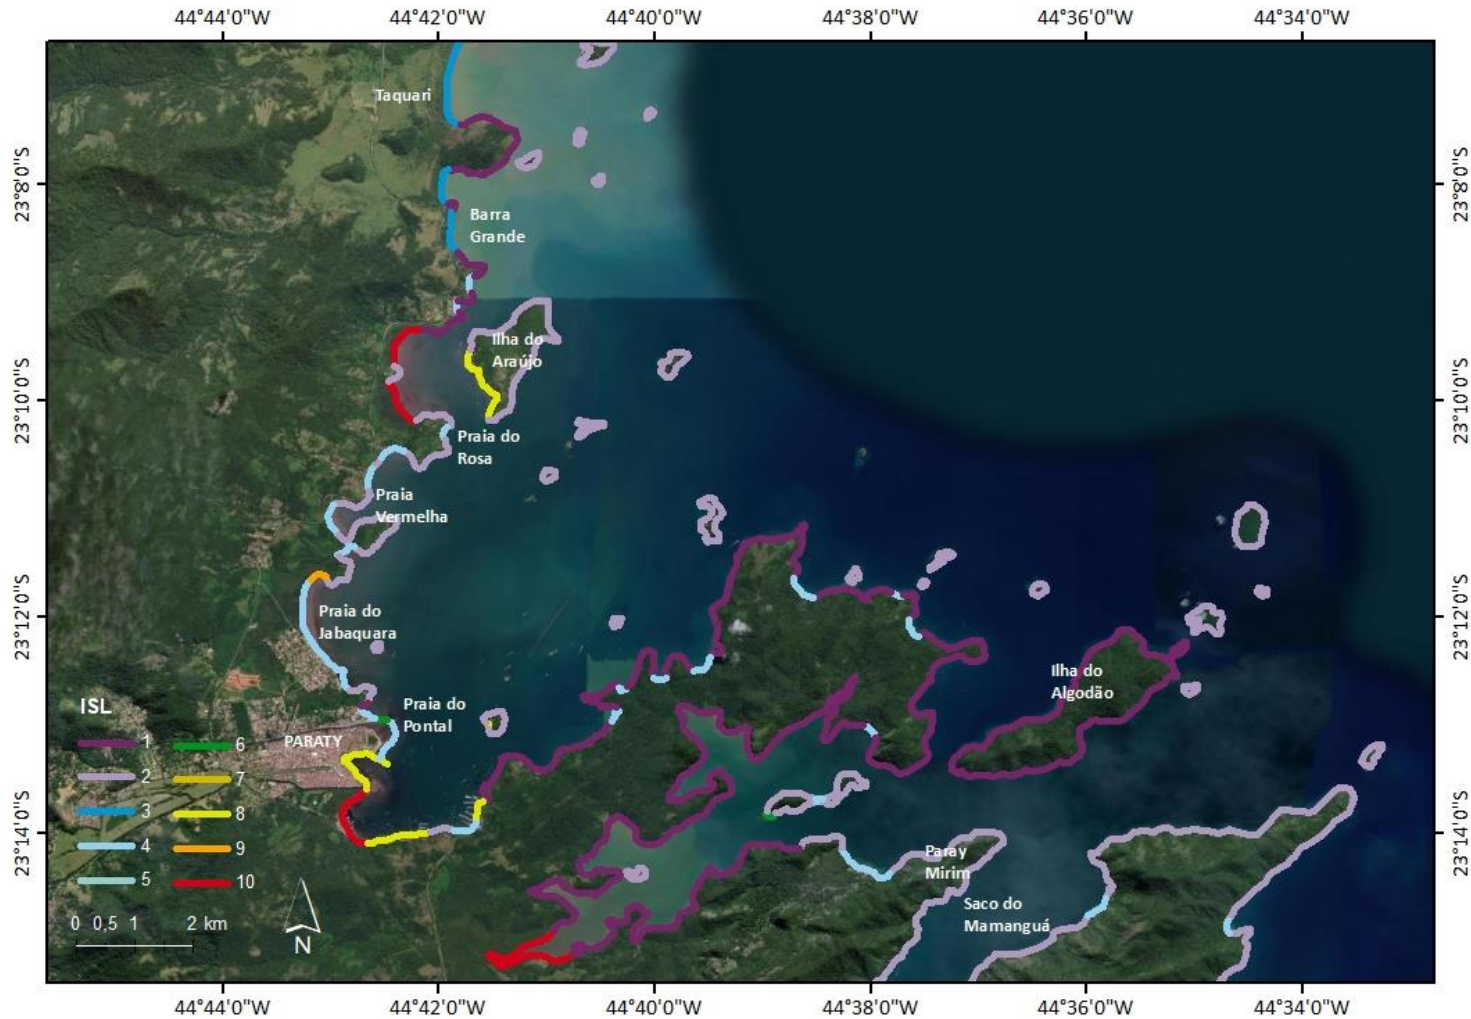 44°44'0"W 44°42'0"W 44°40'0"W 44°38'0"W 44°36'0"W 44°34'0"W
Taquari
23°8'0"S 23°8'0"S
Barra
Grande
Ilha do
Araújo
23°10'0"S 23°10'0"S
Praia do
Rosa
Praia
Vermelha
23°12'0"S 23°12'0"S
Praia do
Jabaquara
Ilha do
Algodão
Praia do
Pontal
PARATY
ISL
1 6
2 7
3 8
4 9
5 10
23°14'0"S 23°14'0"S
Paray
Mirim
Saco do
Mamanguá
0 0,5 1 2 km
N
44°44'0"W 44°42'0"W 44°40'0"W 44°38'0"W 44°36'0"W 44°34'0"W